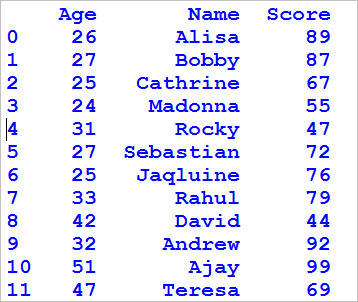 Age Name Score
0 26 Alisa 89
1 27 Bobby 87
2 25 Cathrine 67
3 24 Madonna 55
4 31 Rocky 47
5 27 Sebastian 72
6 25 Jaqluine 76
7 33 Rahul 79
8 42 David 44
9 32 Andrew 92
10 51 Ajay 99
11 47 Teresa 69